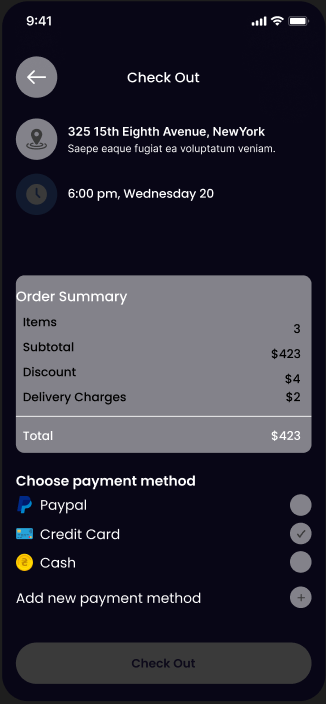 9:41
Check Out
325 15th Eighth Avenue, NewYork
Saepe eaque fugiat ea voluptatum veniam.
6:00 pm, Wednesday 20
Order Summary
Items 3
Subtotal $423
Discount $4
Delivery Charges $2
Total $423
Choose payment method
Paypal
Credit Card
Cash
Add new payment method
Check Out